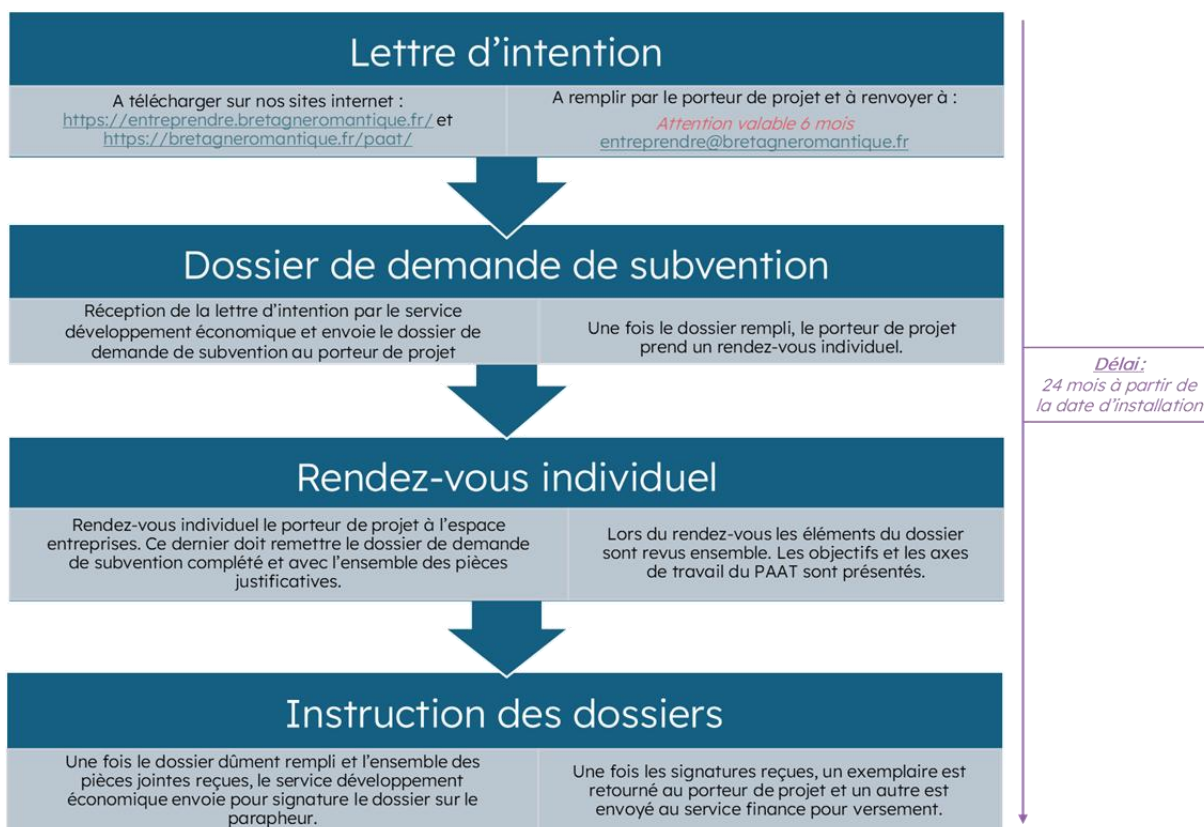 Lettre d'intention
A télécharger sur nos sites internet :
https://entreprendre.bretagneromantique.fr/ et
https://bretagneromantique.fr/paat/
A remplir par le porteur de projet et à renvoyer à :
Attention valable 6 mois
entreprendre@bretagneromantique.fr
Dossier de demande de subvention
Réception de la lettre d'intention par le service
développement économique et envoie le dossier de
demande de subvention au porteur de projet
Une fois le dossier rempli, le porteur de projet
prend un rendez-vous individuel.
Rendez-vous individuel
Rendez-vous individuel le porteur de projet à l'espace
entreprises. Ce dernier doit remettre le dossier de demande
de subvention complété et avec l'ensemble des pièces
justificatives.
Lors du rendez-vous les éléments du dossier
sont revus ensemble. Les objectifs et les axes
de travail du PAAT sont présentés.
Instruction des dossiers
Une fois le dossier dûment rempli et l'ensemble des
pièces jointes reçues, le service développement
économique envoie pour signature le dossier sur le
parapheur.
Une fois les signatures reçues, un exemplaire est
retourné au porteur de projet et un autre est
envoyé au service finance pour versement.
Délai :
24 mois à partir de
la date d'installation